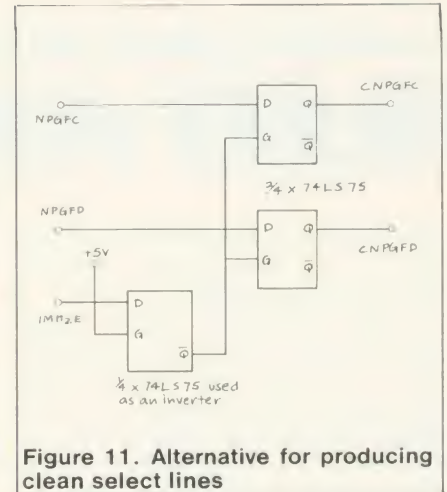 CNPGFC
D Q
NPGFC
G Q̅
¾ x 74LS75
NPGFD
D Q
+5V
G Q̅
CNPGFD
1MHzE
D
G
Q̅
¼ x 74LS75 used
as an inverter
Figure 11. Alternative for producing
clean select lines